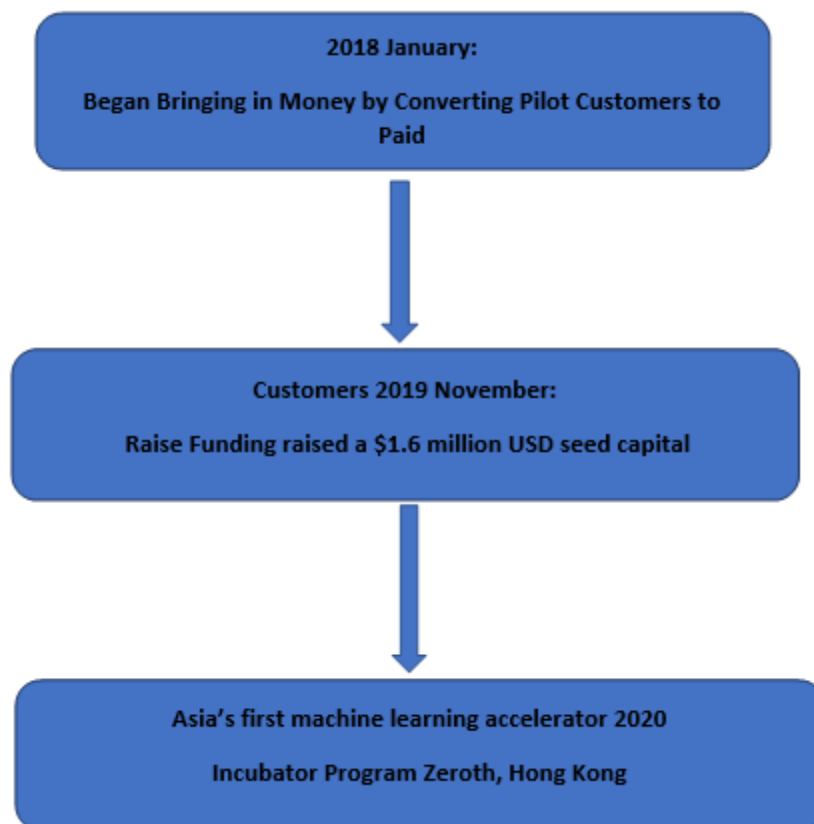 2018 January:
Began Bringing in Money by Converting Pilot Customers to
Paid
Customers 2019 November:
Raise Funding raised a $1.6 million USD seed capital
Asia’s first machine learning accelerator 2020
Incubator Program Zeroth, Hong Kong